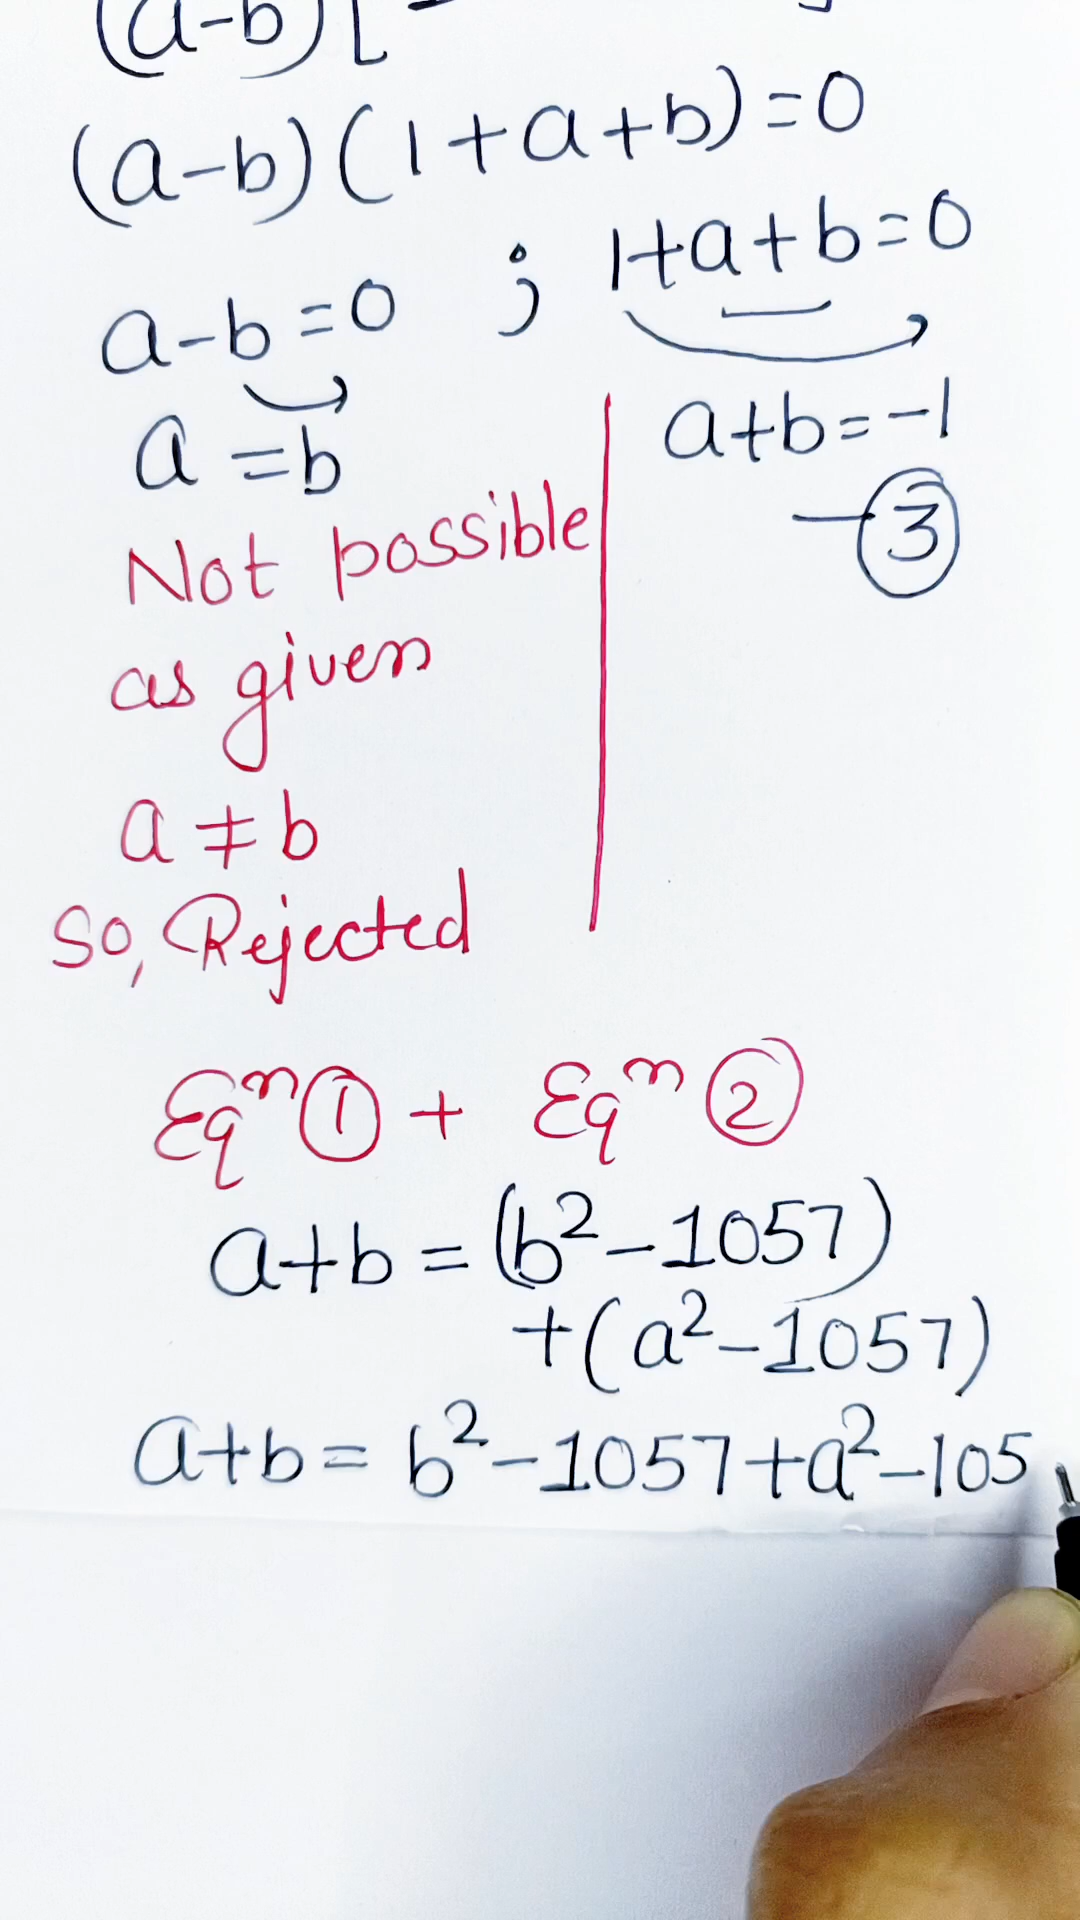 (a-b)[
(a-b)(1+a+b)=0
a-b=0 ; 1+a+b=0
a=b
a+b=-1
—③
Not possible
as given
a≠b
So, Rejected
Eqⁿ① + Eqⁿ②
a+b=(b²-1057)
+(a²-1057)
a+b=b²-1057+a²-105